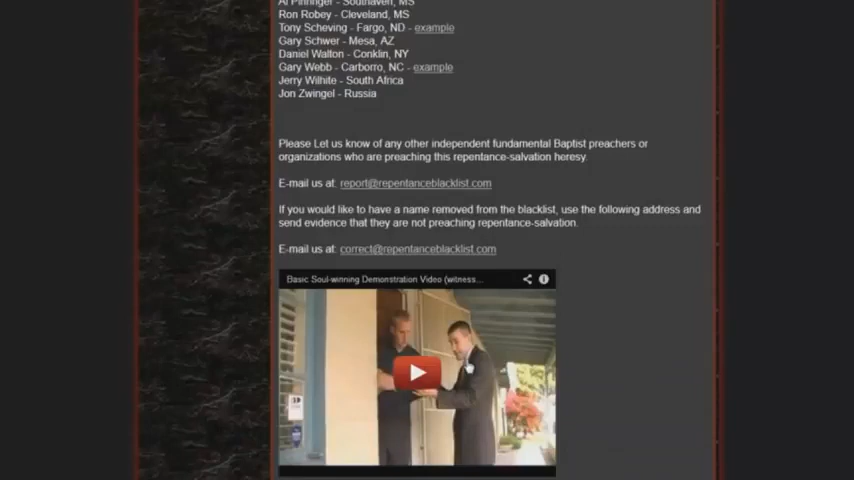 Al Pirringer - Southaven, MS
Ron Robey - Cleveland, MS
Tony Scheving - Fargo, ND - example
Gary Schwer - Mesa, AZ
Daniel Walton - Conklin, NY
Gary Webb - Carborro, NC - example
Jerry Wilhite - South Africa
Jon Zwingel - Russia
Please Let us know of any other independent fundamental Baptist preachers or
organizations who are preaching this repentance-salvation heresy.
E-mail us at: report@repentanceblacklist.com
If you would like to have a name removed from the blacklist, use the following address and
send evidence that they are not preaching repentance-salvation.
E-mail us at: correct@repentanceblacklist.com
Basic Soul-winning Demonstration Video (witness...